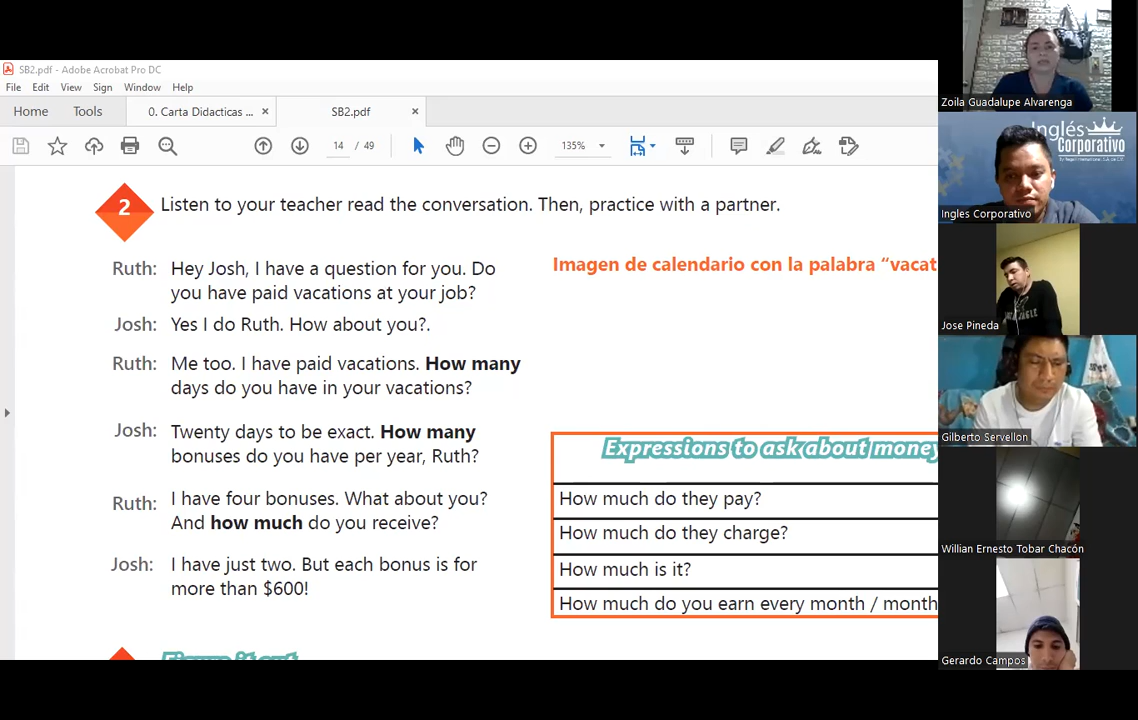 SB2.pdf - Adobe Acrobat Pro DC
File Edit View Sign Window Help
Home Tools 0. Carta Didacticas ... × SB2.pdf ×
14 / 49 135%
2 Listen to your teacher read the conversation. Then, practice with a partner.
Ruth: Hey Josh, I have a question for you. Do
you have paid vacations at your job?
Josh: Yes I do Ruth. How about you?.
Ruth: Me too. I have paid vacations. How many
days do you have in your vacations?
Josh: Twenty days to be exact. How many
bonuses do you have per year, Ruth?
Ruth: I have four bonuses. What about you?
And how much do you receive?
Josh: I have just two. But each bonus is for
more than $600!
Figure it out
Imagen de calendario con la palabra “vacat
Expressions to ask about money
How much do they pay?
How much do they charge?
How much is it?
How much do you earn every month / month
Zoila Guadalupe Alvarenga
Inglés
Corporativo
Ingles Corporativo
Jose Pineda
Gilberto Servellon
Willian Ernesto Tobar Chacón
Gerardo Campos